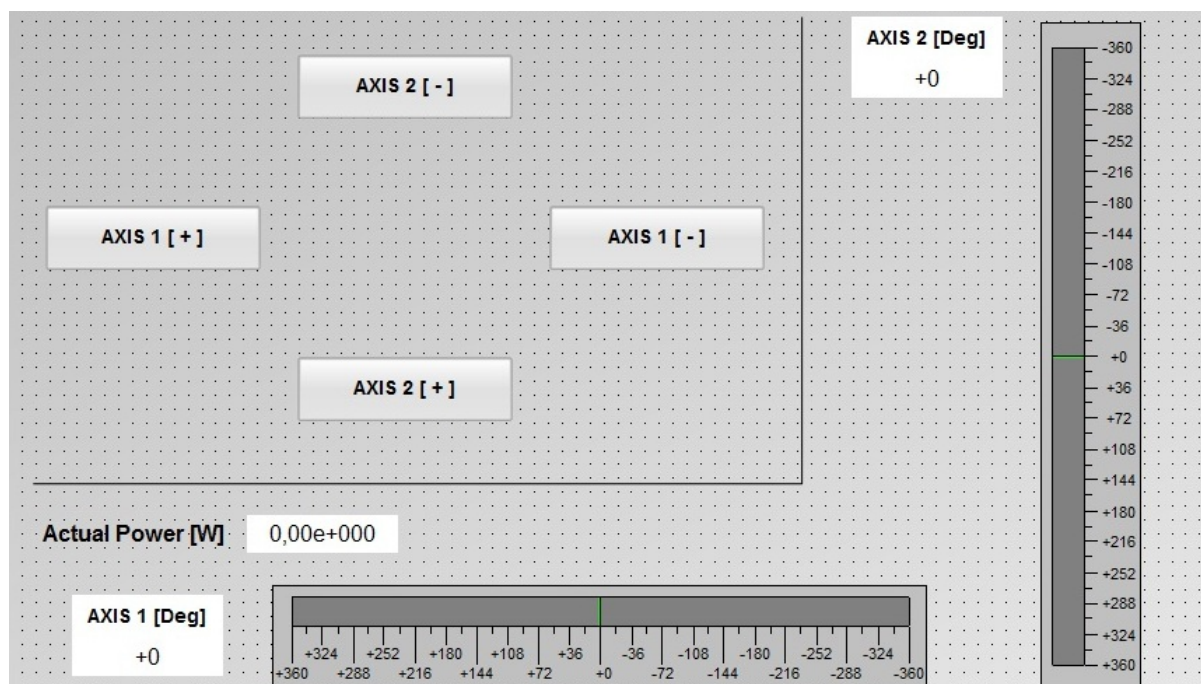 AXIS 2 [ - ]
AXIS 1 [ + ]
AXIS 1 [ - ]
AXIS 2 [ + ]
AXIS 2 [Deg]
+0
-360
-324
-288
-252
-216
-180
-144
-108
-72
-36
+0
+36
+72
+108
+144
+180
+216
+252
+288
+324
+360
Actual Power [W]
0,00e+000
AXIS 1 [Deg]
+0
+324 +252 +180 +108 +36 -36 -108 -180 -252 -324
+360 +288 +216 +144 +72 +0 -72 -144 -216 -288 -360